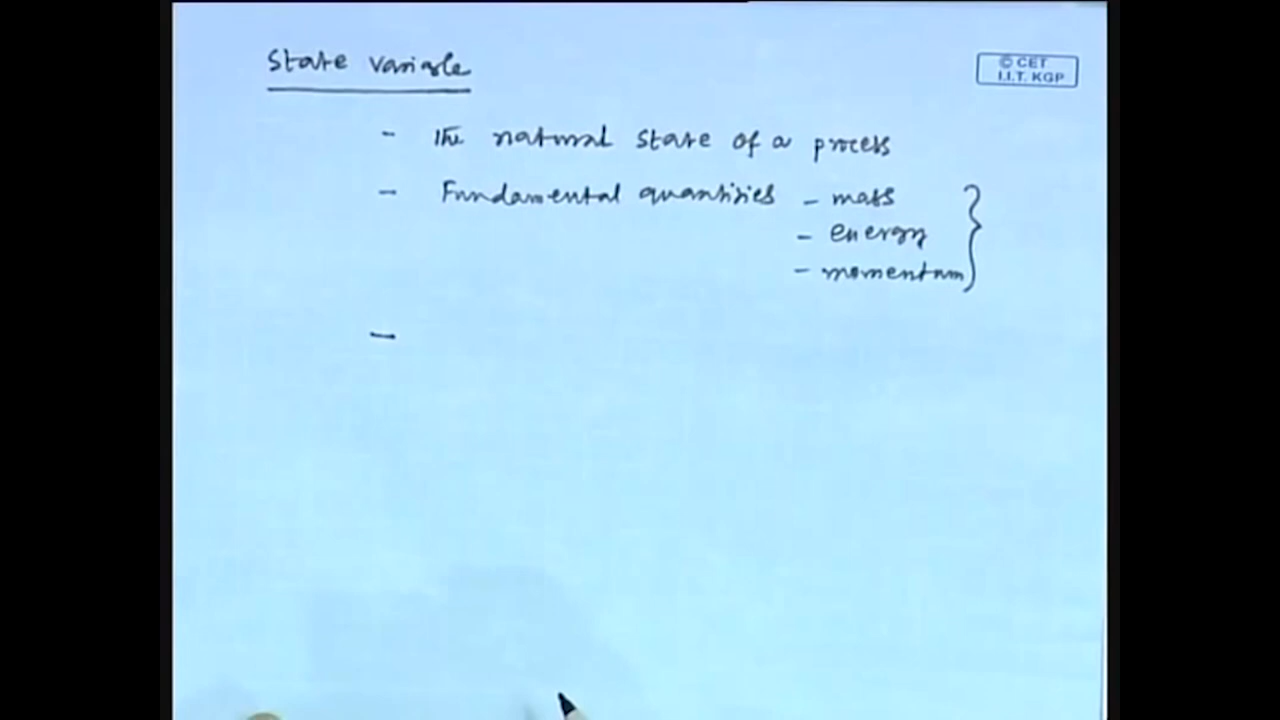 State variable
© CET
I.I.T. KGP
- The natural state of a process
- Fundamental quantities - mass
- energy
- momentum
-